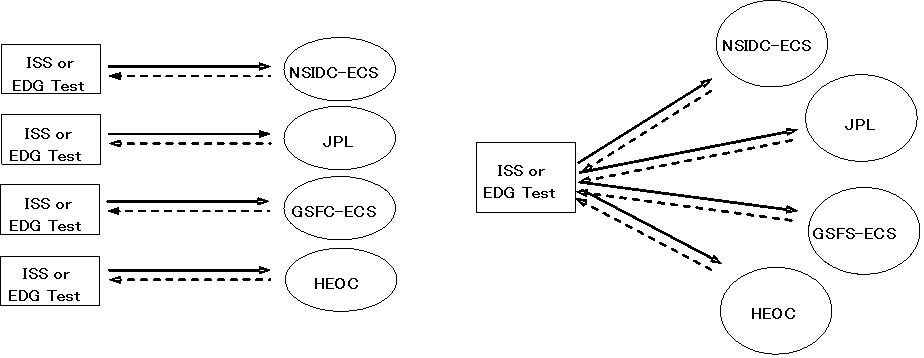 ISS or
EDG Test
NSIDC-ECS
ISS or
EDG Test
JPL
ISS or
EDG Test
GSFC-ECS
ISS or
EDG Test
HEOC
NSIDC-ECS
JPL
ISS or
EDG Test
GSFS-ECS
HEOC